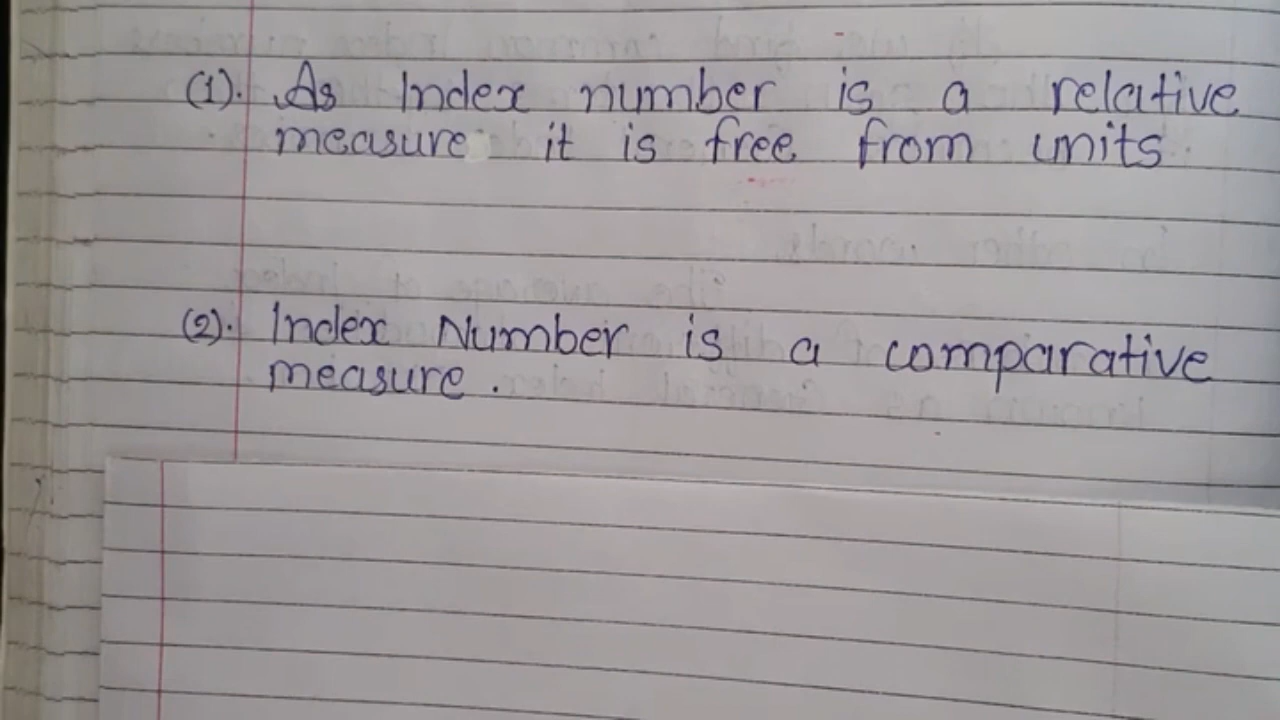 (1). As Index number is a relative
measure it is free from units.
(2). Index Number is a comparative
measure.